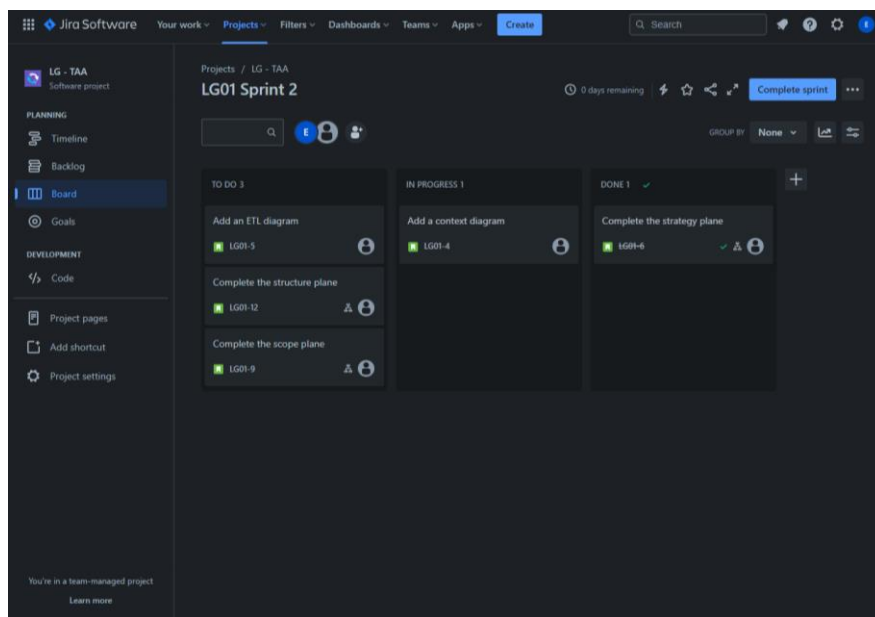 Jira Software Your work Projects Filters Dashboards Teams Apps Create Search E
LG - TAA
Software project
PLANNING
Timeline
Backlog
Board
Goals
DEVELOPMENT
Code
Project pages
Add shortcut
Project settings
You're in a team-managed project
Learn more
Projects / LG - TAA
LG01 Sprint 2
0 days remaining Complete sprint
E
GROUP BY None
TO DO 3
Add an ETL diagram
LG01-5
Complete the structure plane
LG01-12
Complete the scope plane
LG01-9
IN PROGRESS 1
Add a context diagram
LG01-4
DONE 1
Complete the strategy plane
LG01-6